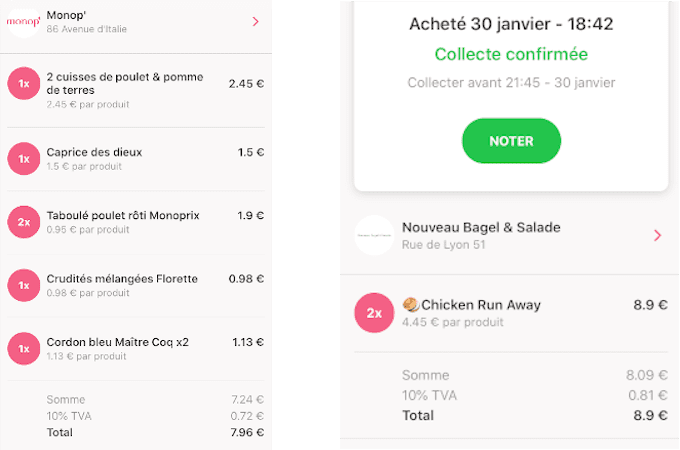 monop'
Monop'
86 Avenue d'Italie
1x
2 cuisses de poulet & pomme
de terres
2.45 €
2.45 € par produit
1x
Caprice des dieux
1.5 €
1.5 € par produit
2x
Taboulé poulet rôti Monoprix
1.9 €
0.95 € par produit
1x
Crudités mélangées Florette
0.98 €
0.98 € par produit
1x
Cordon bleu Maître Coq x2
1.13 €
1.13 € par produit
Somme 7.24 €
10% TVA 0.72 €
Total 7.96 €
Acheté 30 janvier - 18:42
Collecte confirmée
Collecter avant 21:45 - 30 janvier
NOTER
Nouveau Bagel & Salade
Rue de Lyon 51
2x
Chicken Run Away
8.9 €
4.45 € par produit
Somme 8.09 €
10% TVA 0.81 €
Total 8.9 €